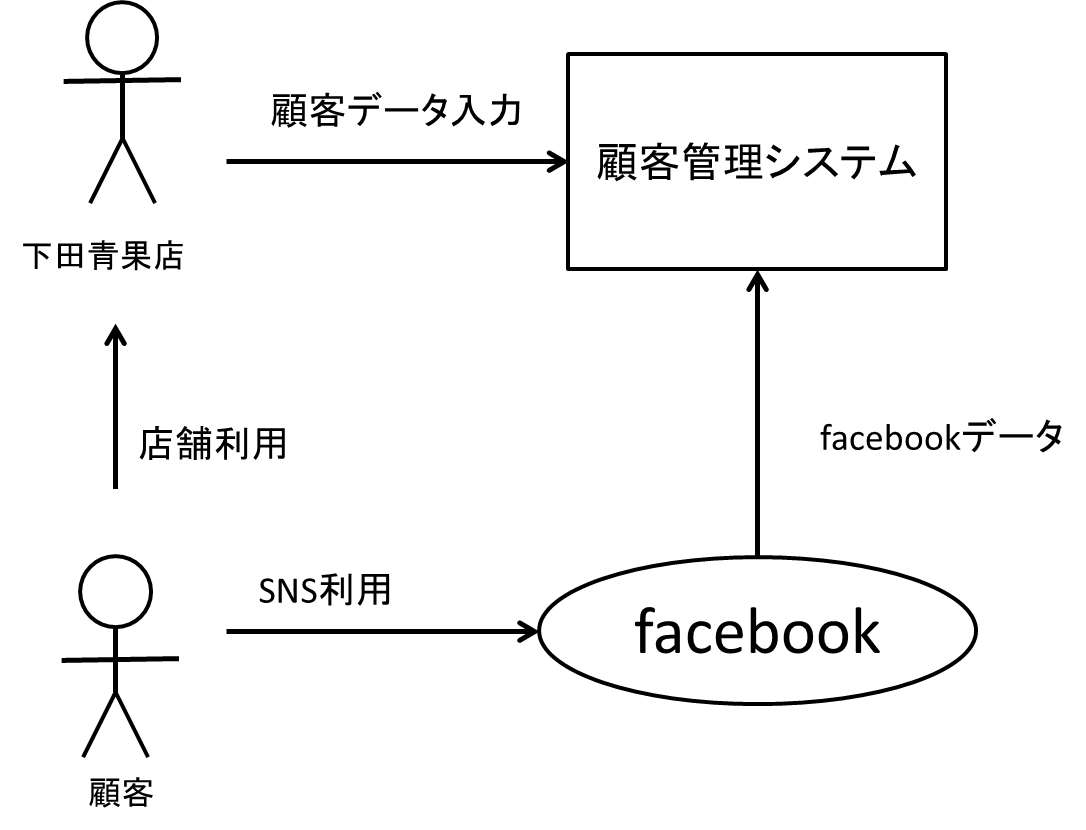 顧客データ入力
顧客管理システム
下田青果店
店舗利用
facebookデータ
SNS利用
facebook
顧客